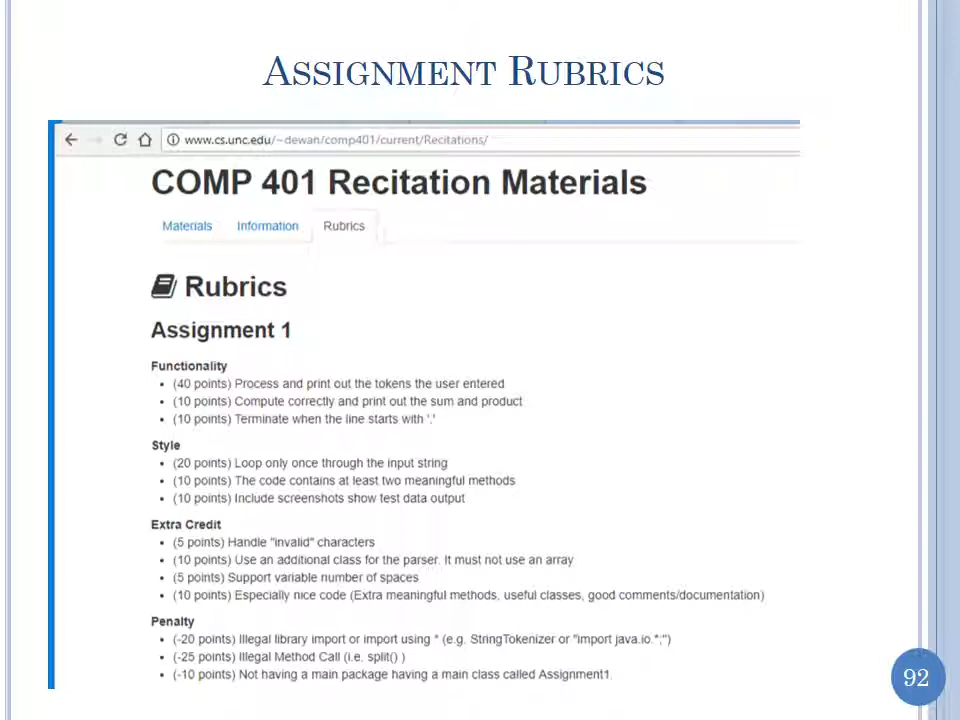 ASSIGNMENT RUBRICS
www.cs.unc.edu/~dewan/comp401/current/Recitations/
COMP 401 Recitation Materials
Materials Information Rubrics
Rubrics
Assignment 1
Functionality
• (40 points) Process and print out the tokens the user entered
• (10 points) Compute correctly and print out the sum and product
• (10 points) Terminate when the line starts with '.'
Style
• (20 points) Loop only once through the input string
• (10 points) The code contains at least two meaningful methods
• (10 points) Include screenshots show test data output
Extra Credit
• (5 points) Handle "invalid" characters
• (10 points) Use an additional class for the parser. It must not use an array
• (5 points) Support variable number of spaces
• (10 points) Especially nice code (Extra meaningful methods, useful classes, good comments/documentation)
Penalty
• (-20 points) Illegal library import or import using * (e.g. StringTokenizer or "import java.io.*;")
• (-25 points) Illegal Method Call (i.e. split() )
• (-10 points) Not having a main package having a main class called Assignment1.
92